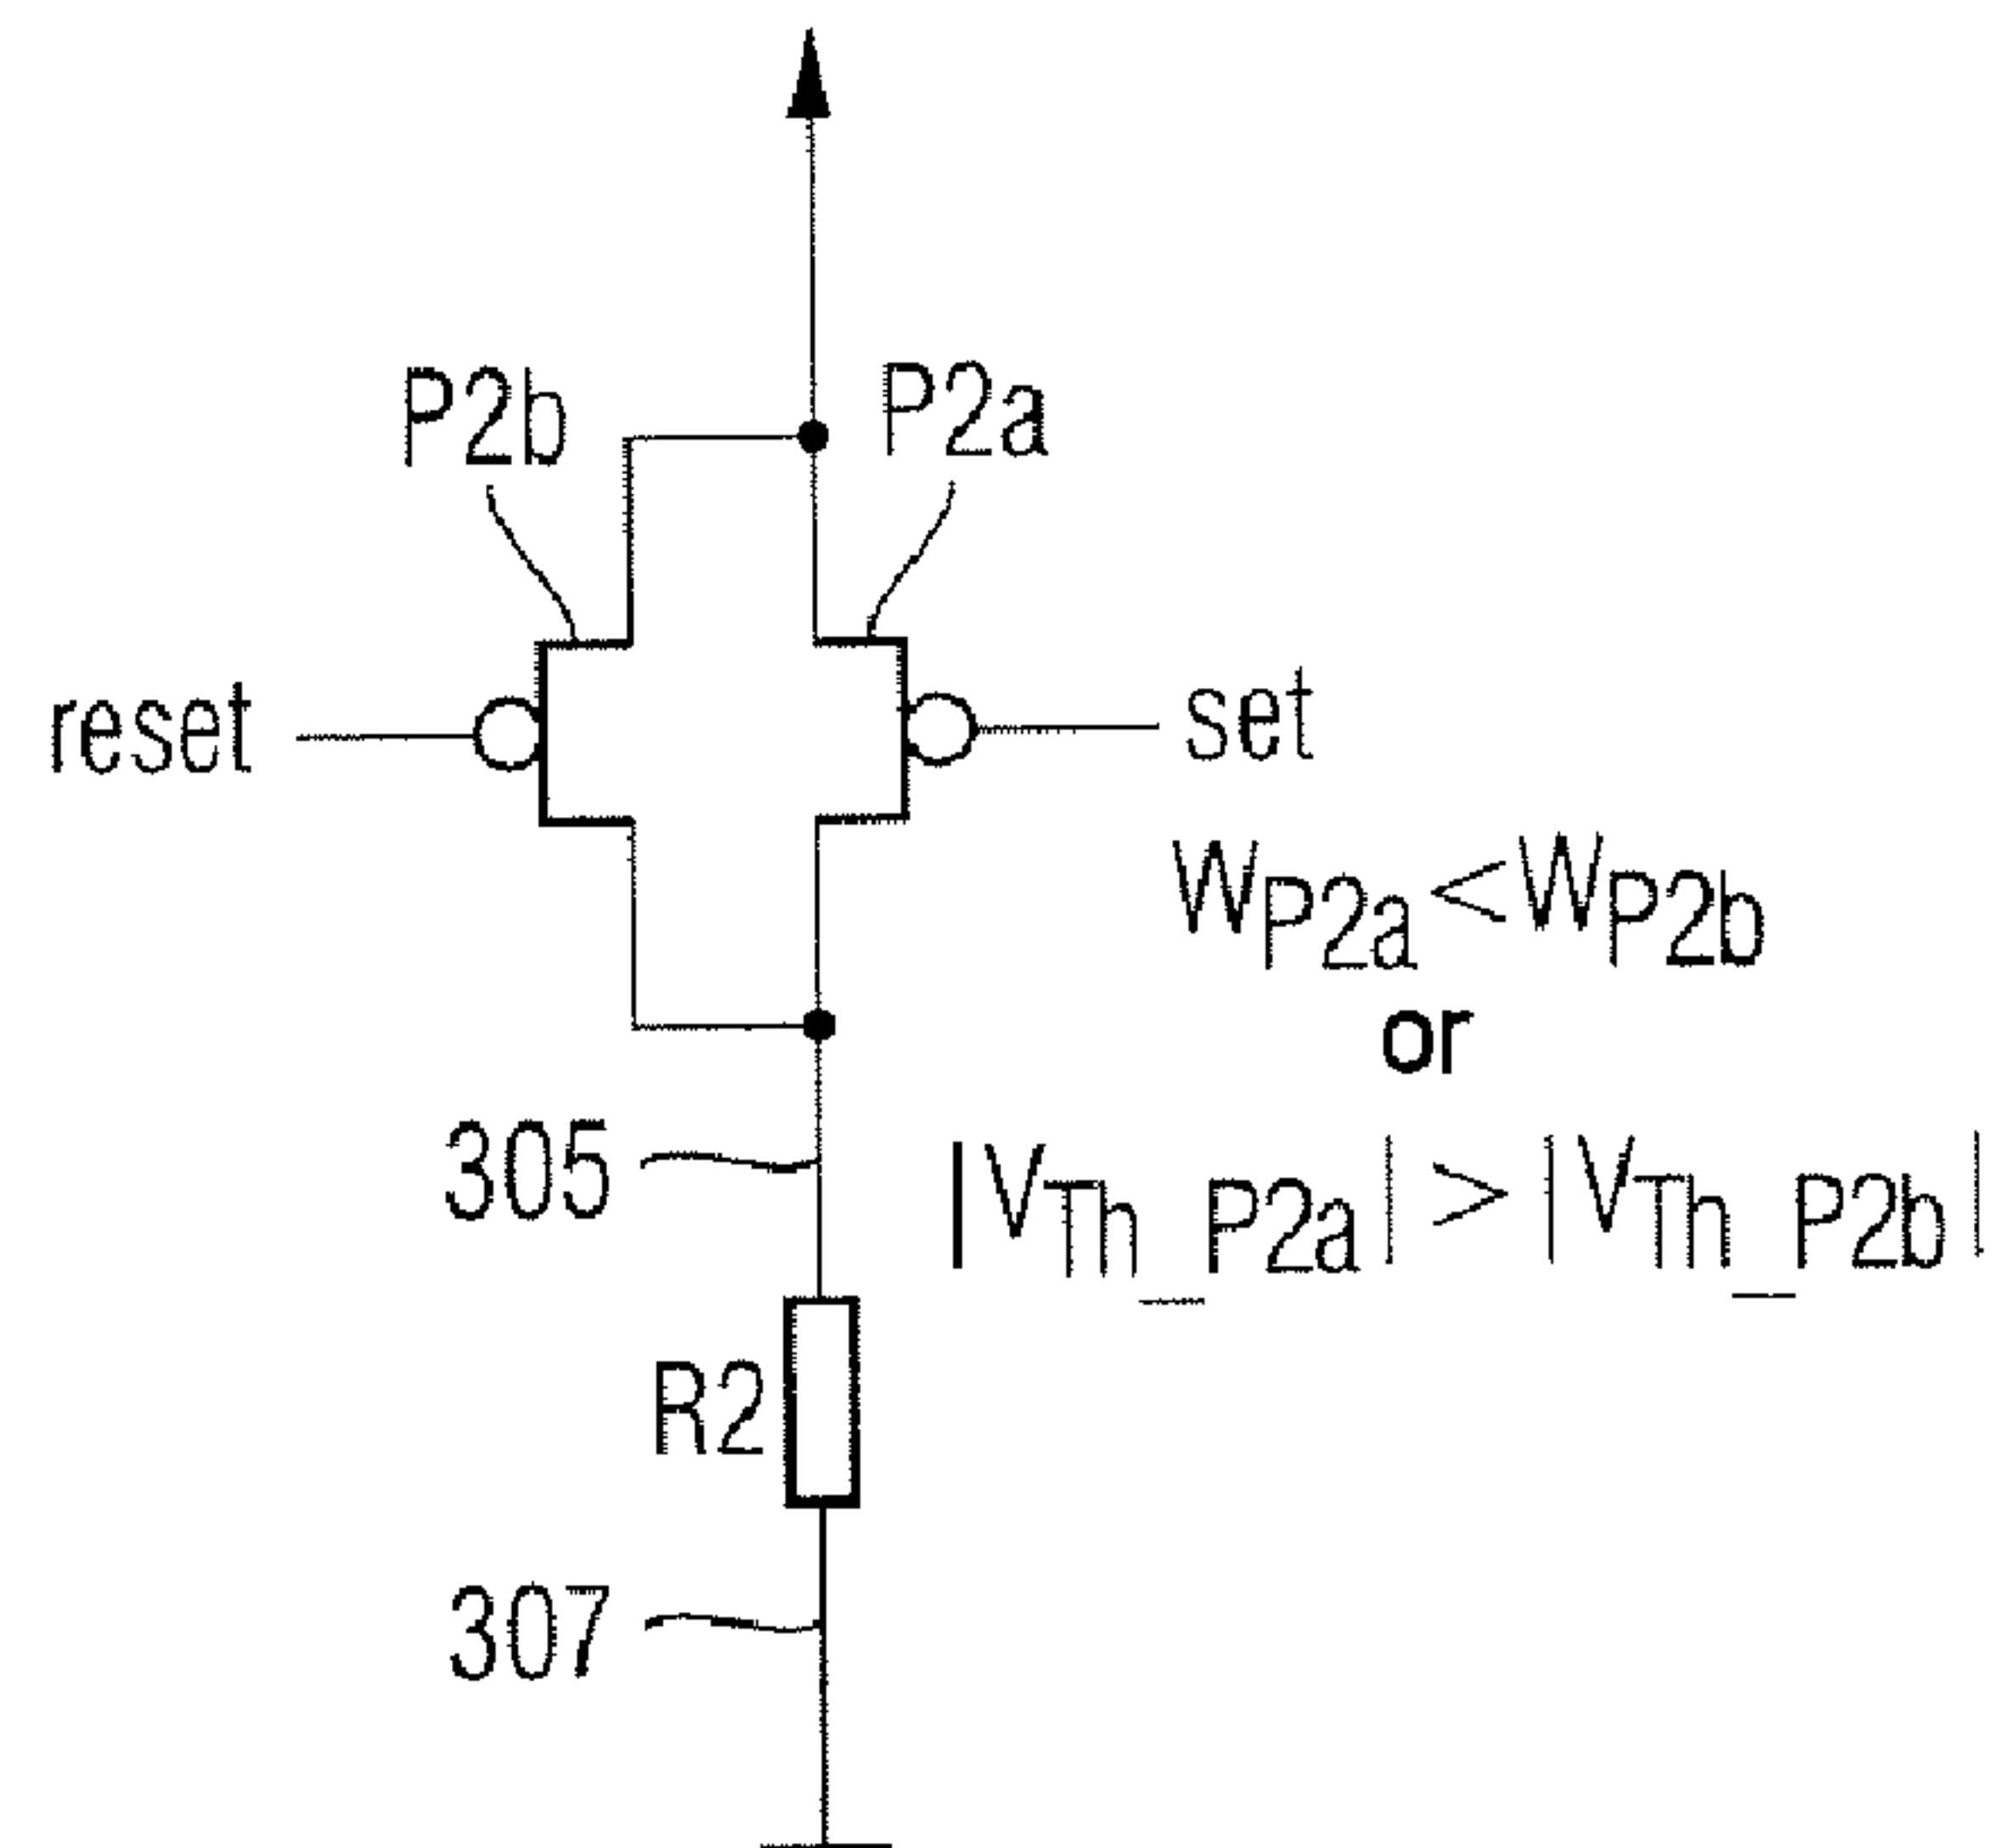 P2b
P2a
reset
set
WP2a<WP2b
or
|VTh_P2a|>|VTh_P2b|
305
R2
307